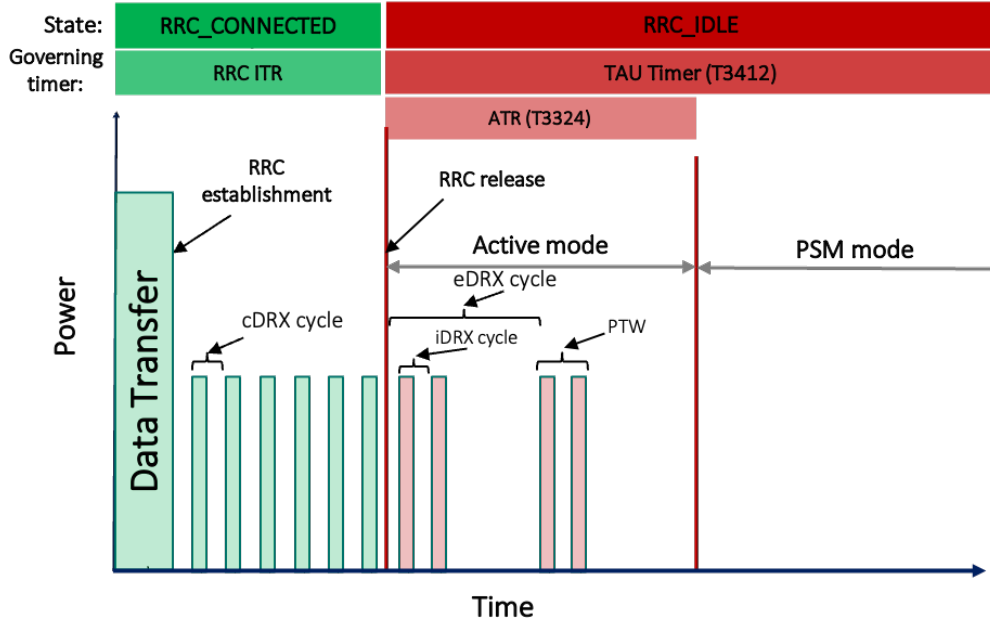 State:
RRC_CONNECTED
RRC_IDLE
Governing
timer:
RRC ITR
TAU Timer (T3412)
ATR (T3324)
RRC
establishment
RRC release
Active mode
PSM mode
eDRX cycle
cDRX cycle
iDRX cycle
PTW
Power
Data Transfer
Time